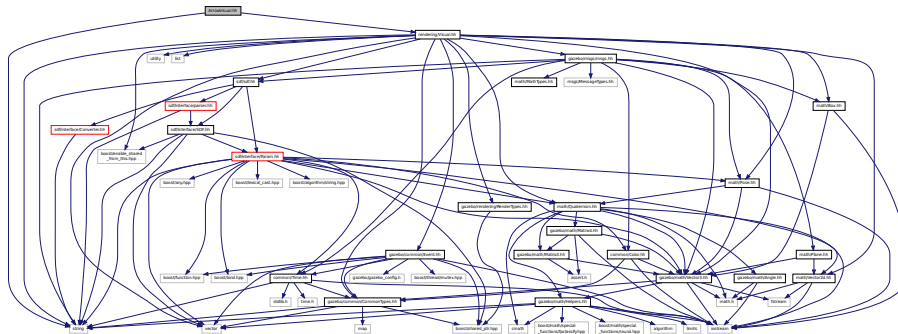 ArrowVisual.hh
rendering/Visual.hh
utility
list
gazebo/msgs/msgs.hh
sdf/sdf.hh
math/MathTypes.hh
msgs/MessageTypes.hh
sdf/interface/parser.hh
math/Box.hh
sdf/interface/Converter.hh
sdf/interface/SDF.hh
boost/enable_shared
_from_this.hpp
sdf/interface/Param.hh
boost/any.hpp
boost/lexical_cast.hpp
boost/algorithm/string.hpp
math/Pose.hh
gazebo/rendering/RenderTypes.hh
math/Quaternion.hh
gazebo/math/Matrix4.hh
gazebo/common/Event.hh
gazebo/math/Matrix3.hh
common/Color.hh
math/Plane.hh
boost/function.hpp
boost/bind.hpp
common/Time.hh
gazebo/gazebo_config.h
boost/thread/mutex.hpp
assert.h
gazebo/math/Vector3.hh
gazebo/math/Angle.hh
math/Vector2d.hh
stdlib.h
time.h
gazebo/common/CommonTypes.hh
gazebo/math/Helpers.hh
math.h
fstream
string
vector
map
boost/shared_ptr.hpp
cmath
boost/math/special
_functions/fpclassify.hpp
boost/math/special
_functions/round.hpp
algorithm
limits
iostream